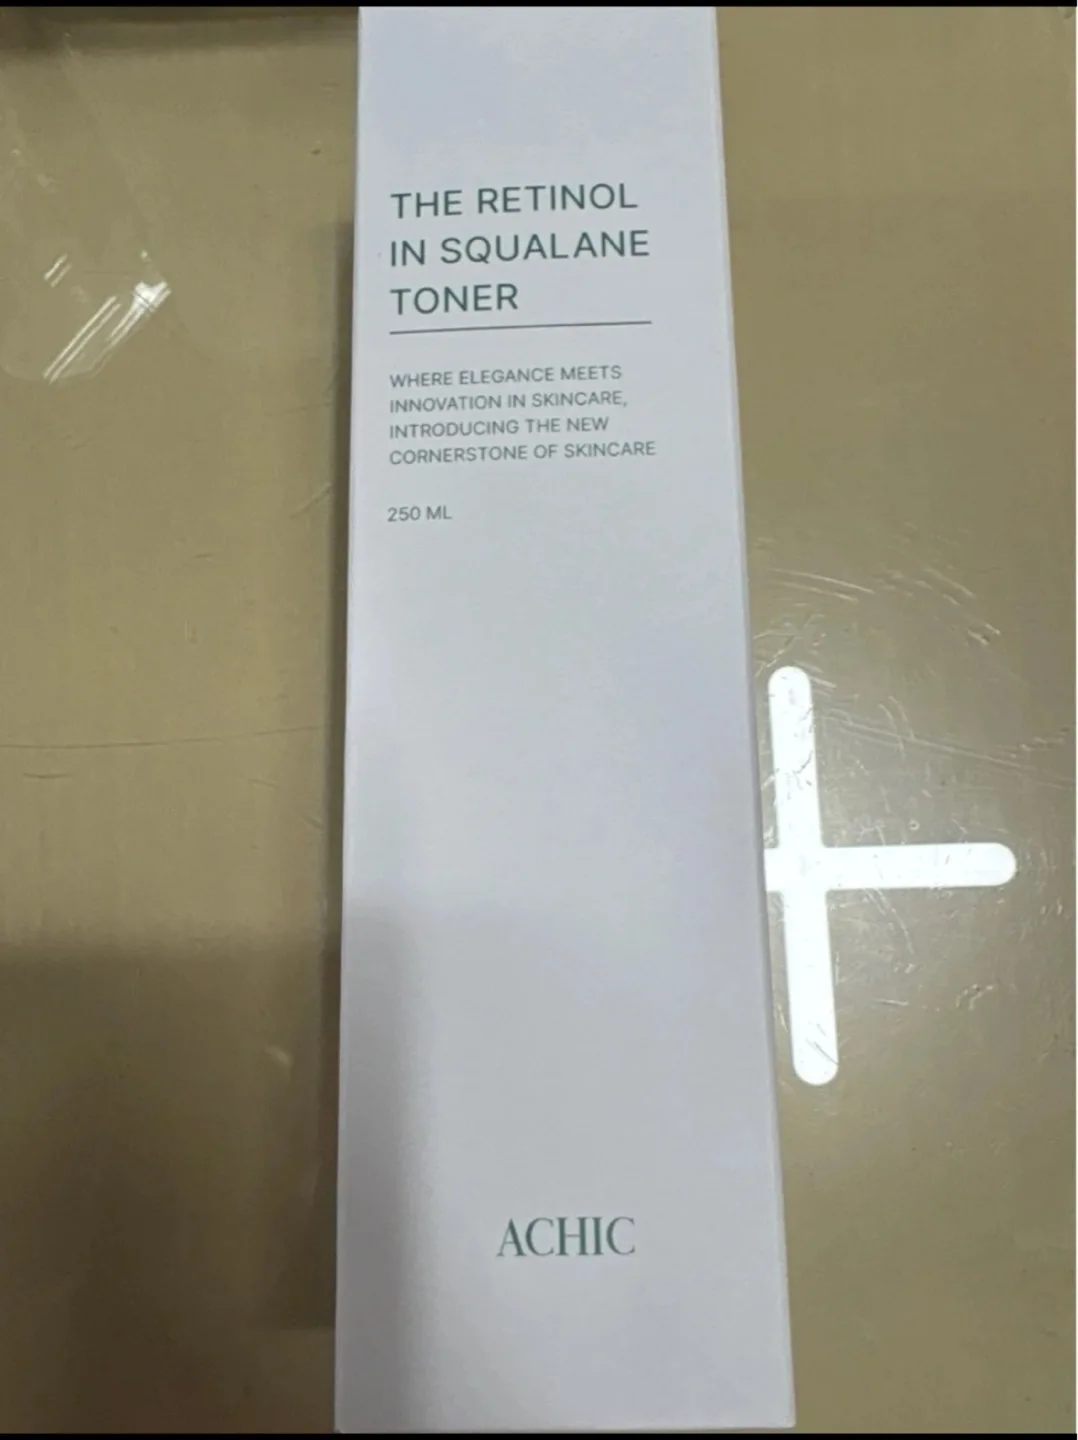 THE RETINOL
IN SQUALANE
TONER
WHERE ELEGANCE MEETS
INNOVATION IN SKINCARE,
INTRODUCING THE NEW
CORNERSTONE OF SKINCARE
250 ML
ACHIC